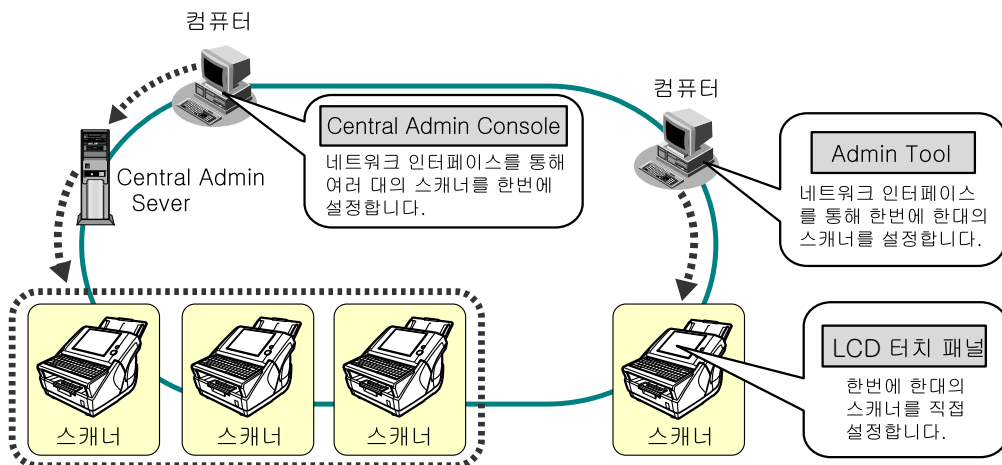 컴퓨터
컴퓨터
Central Admin Console
네트워크 인터페이스를 통해
여러 대의 스캐너를 한번에
설정합니다.
Admin Tool
네트워크 인터페이스
를 통해 한번에 한대의
스캐너를 설정합니다.
Central Admin
Sever
LCD 터치 패널
한번에 한대의
스캐너를 직접
설정합니다.
스캐너
스캐너
스캐너
스캐너